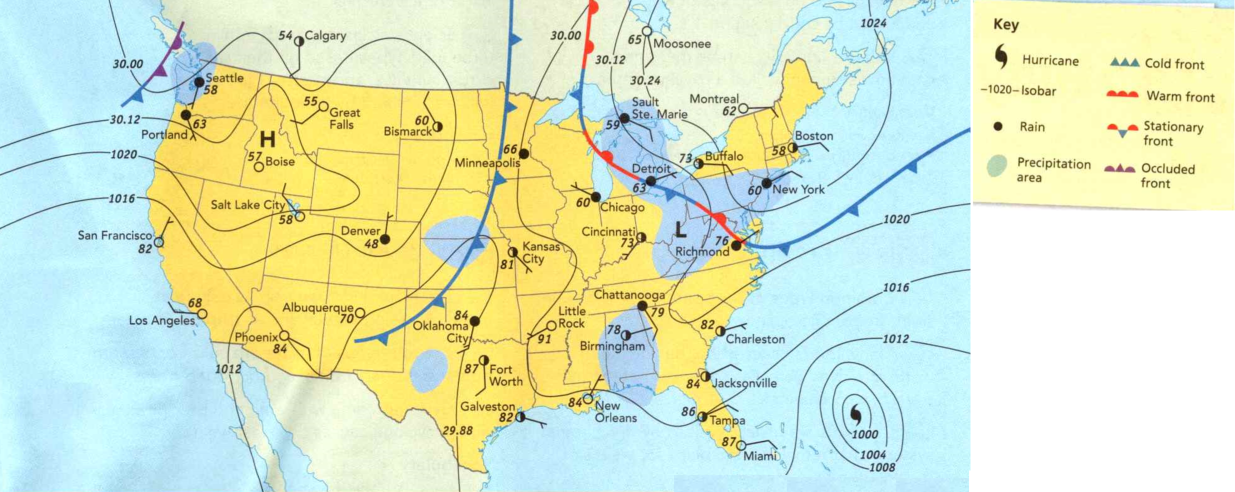 1024
30.00
54 Calgary
30.00
65
Moosonee
30.12
30.24
Seattle
58
30.12
63
Portland
55 Great
Falls
60
Bismarck
Sault
Ste. Marie
59
Montreal
62
Boston
58
H
57
Boise
66
Minneapolis
73 Buffalo
1020
Detroit
63
60 New York
1016
Salt Lake City
58
60
Chicago
San Francisco
82
Denver
48
Cincinnati
73
L
76
Richmond
1020
Kansas
City
81
68
Los Angeles
Albuquerque
70
Chattanooga
79
1016
84
Oklahoma
City
Little
Rock
91
78
Birmingham
82
Charleston
Phoenix
84
1012
1012
87 Fort
Worth
84
Jacksonville
Galveston
82
84 New
Orleans
86
Tampa
29.88
87
Miami
1000
1004
1008
Key
Hurricane
Cold front
–1020– Isobar
Warm front
Rain
Stationary
front
Precipitation
area
Occluded
front